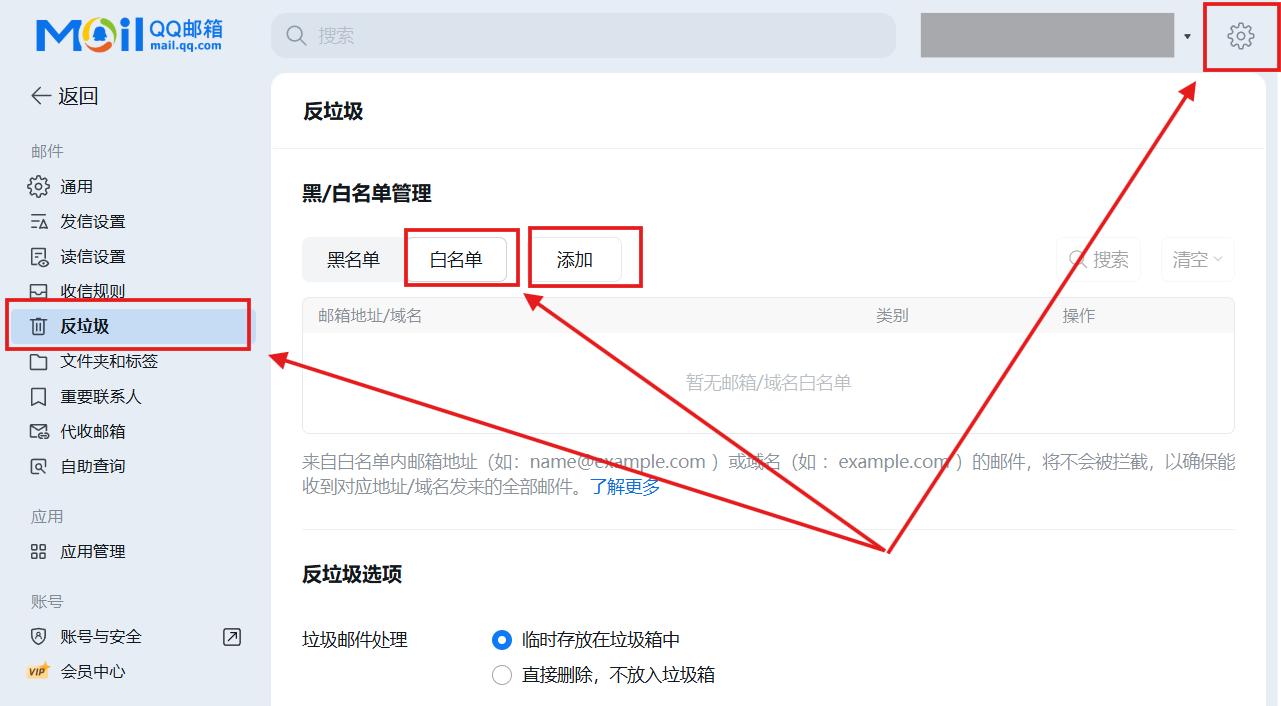 Mail QQ邮箱
mail.qq.com
搜索
返回
邮件
通用
发信设置
读信设置
收信规则
反垃圾
文件夹和标签
重要联系人
代收邮箱
自助查询
应用
应用管理
账号
账号与安全
VIP 会员中心
反垃圾
黑/白名单管理
黑名单 白名单 添加 搜索 清空
邮箱地址/域名 类别 操作
暂无邮箱/域名白名单
来自白名单内邮箱地址（如：name@example.com ）或域名（如 ：example.com ）的邮件，将不会被拦截，以确保能
收到对应地址/域名发来的全部邮件。了解更多
反垃圾选项
垃圾邮件处理 临时存放在垃圾箱中
直接删除，不放入垃圾箱